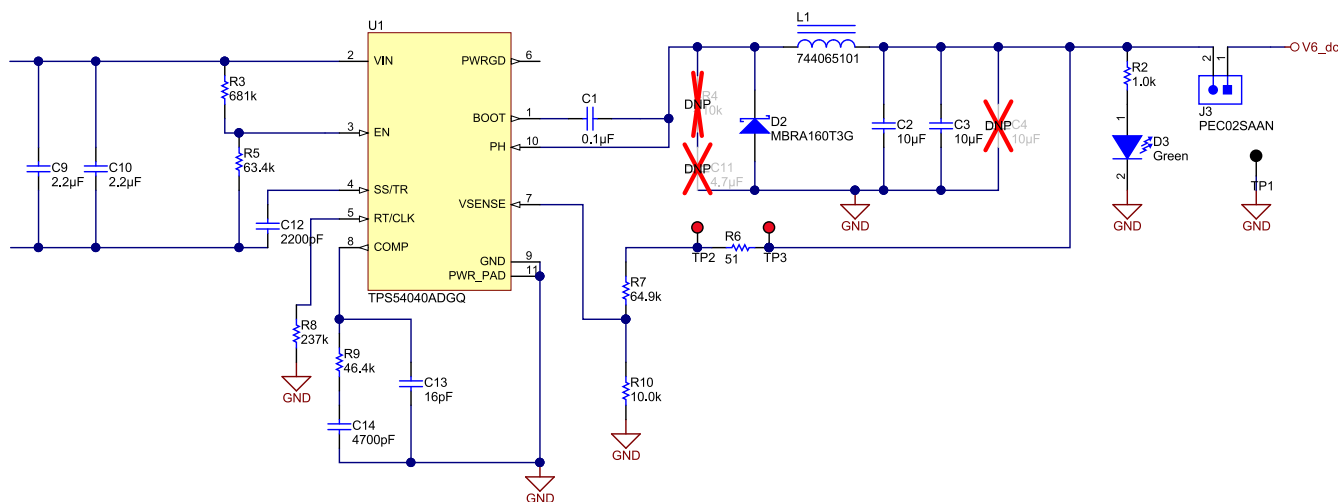 U1
2
VIN
PWRGD
6
R3
681k
BOOT
1
C1
0.1µF
3
EN
PH
10
R5
63.4k
C9
2.2µF
C10
2.2µF
4
SS/TR
VSENSE
7
C12
2200pF
5
RT/CLK
8
COMP
GND
9
PWR_PAD
11
TPS54040ADGQ
R8
237k
GND
R9
46.4k
C13
16pF
C14
4700pF
GND
R7
64.9k
R10
10.0k
GND
TP2
R6
51
TP3
R4
DNP
10k
C11
DNP
4.7µF
D2
MBRA160T3G
L1
744065101
C2
10µF
C3
10µF
C4
DNP
10µF
GND
R2
1.0k
1
D3
Green
2
GND
2
1
J3
PEC02SAAN
V6_dc
TP1
GND